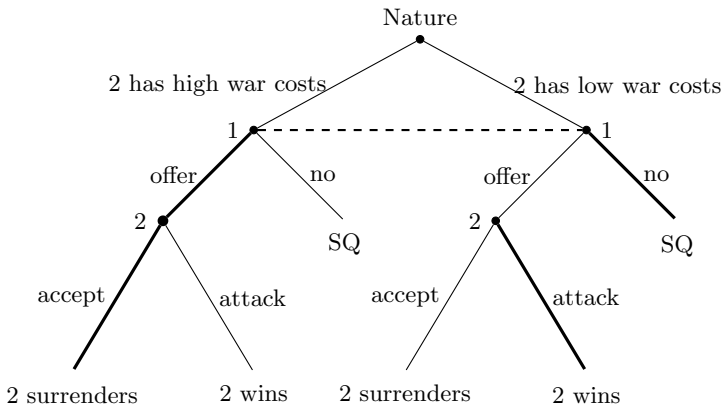 Nature
2 has high war costs
2 has low war costs
1
1
offer
no
offer
no
2
SQ
2
SQ
accept
attack
accept
attack
2 surrenders
2 wins
2 surrenders
2 wins